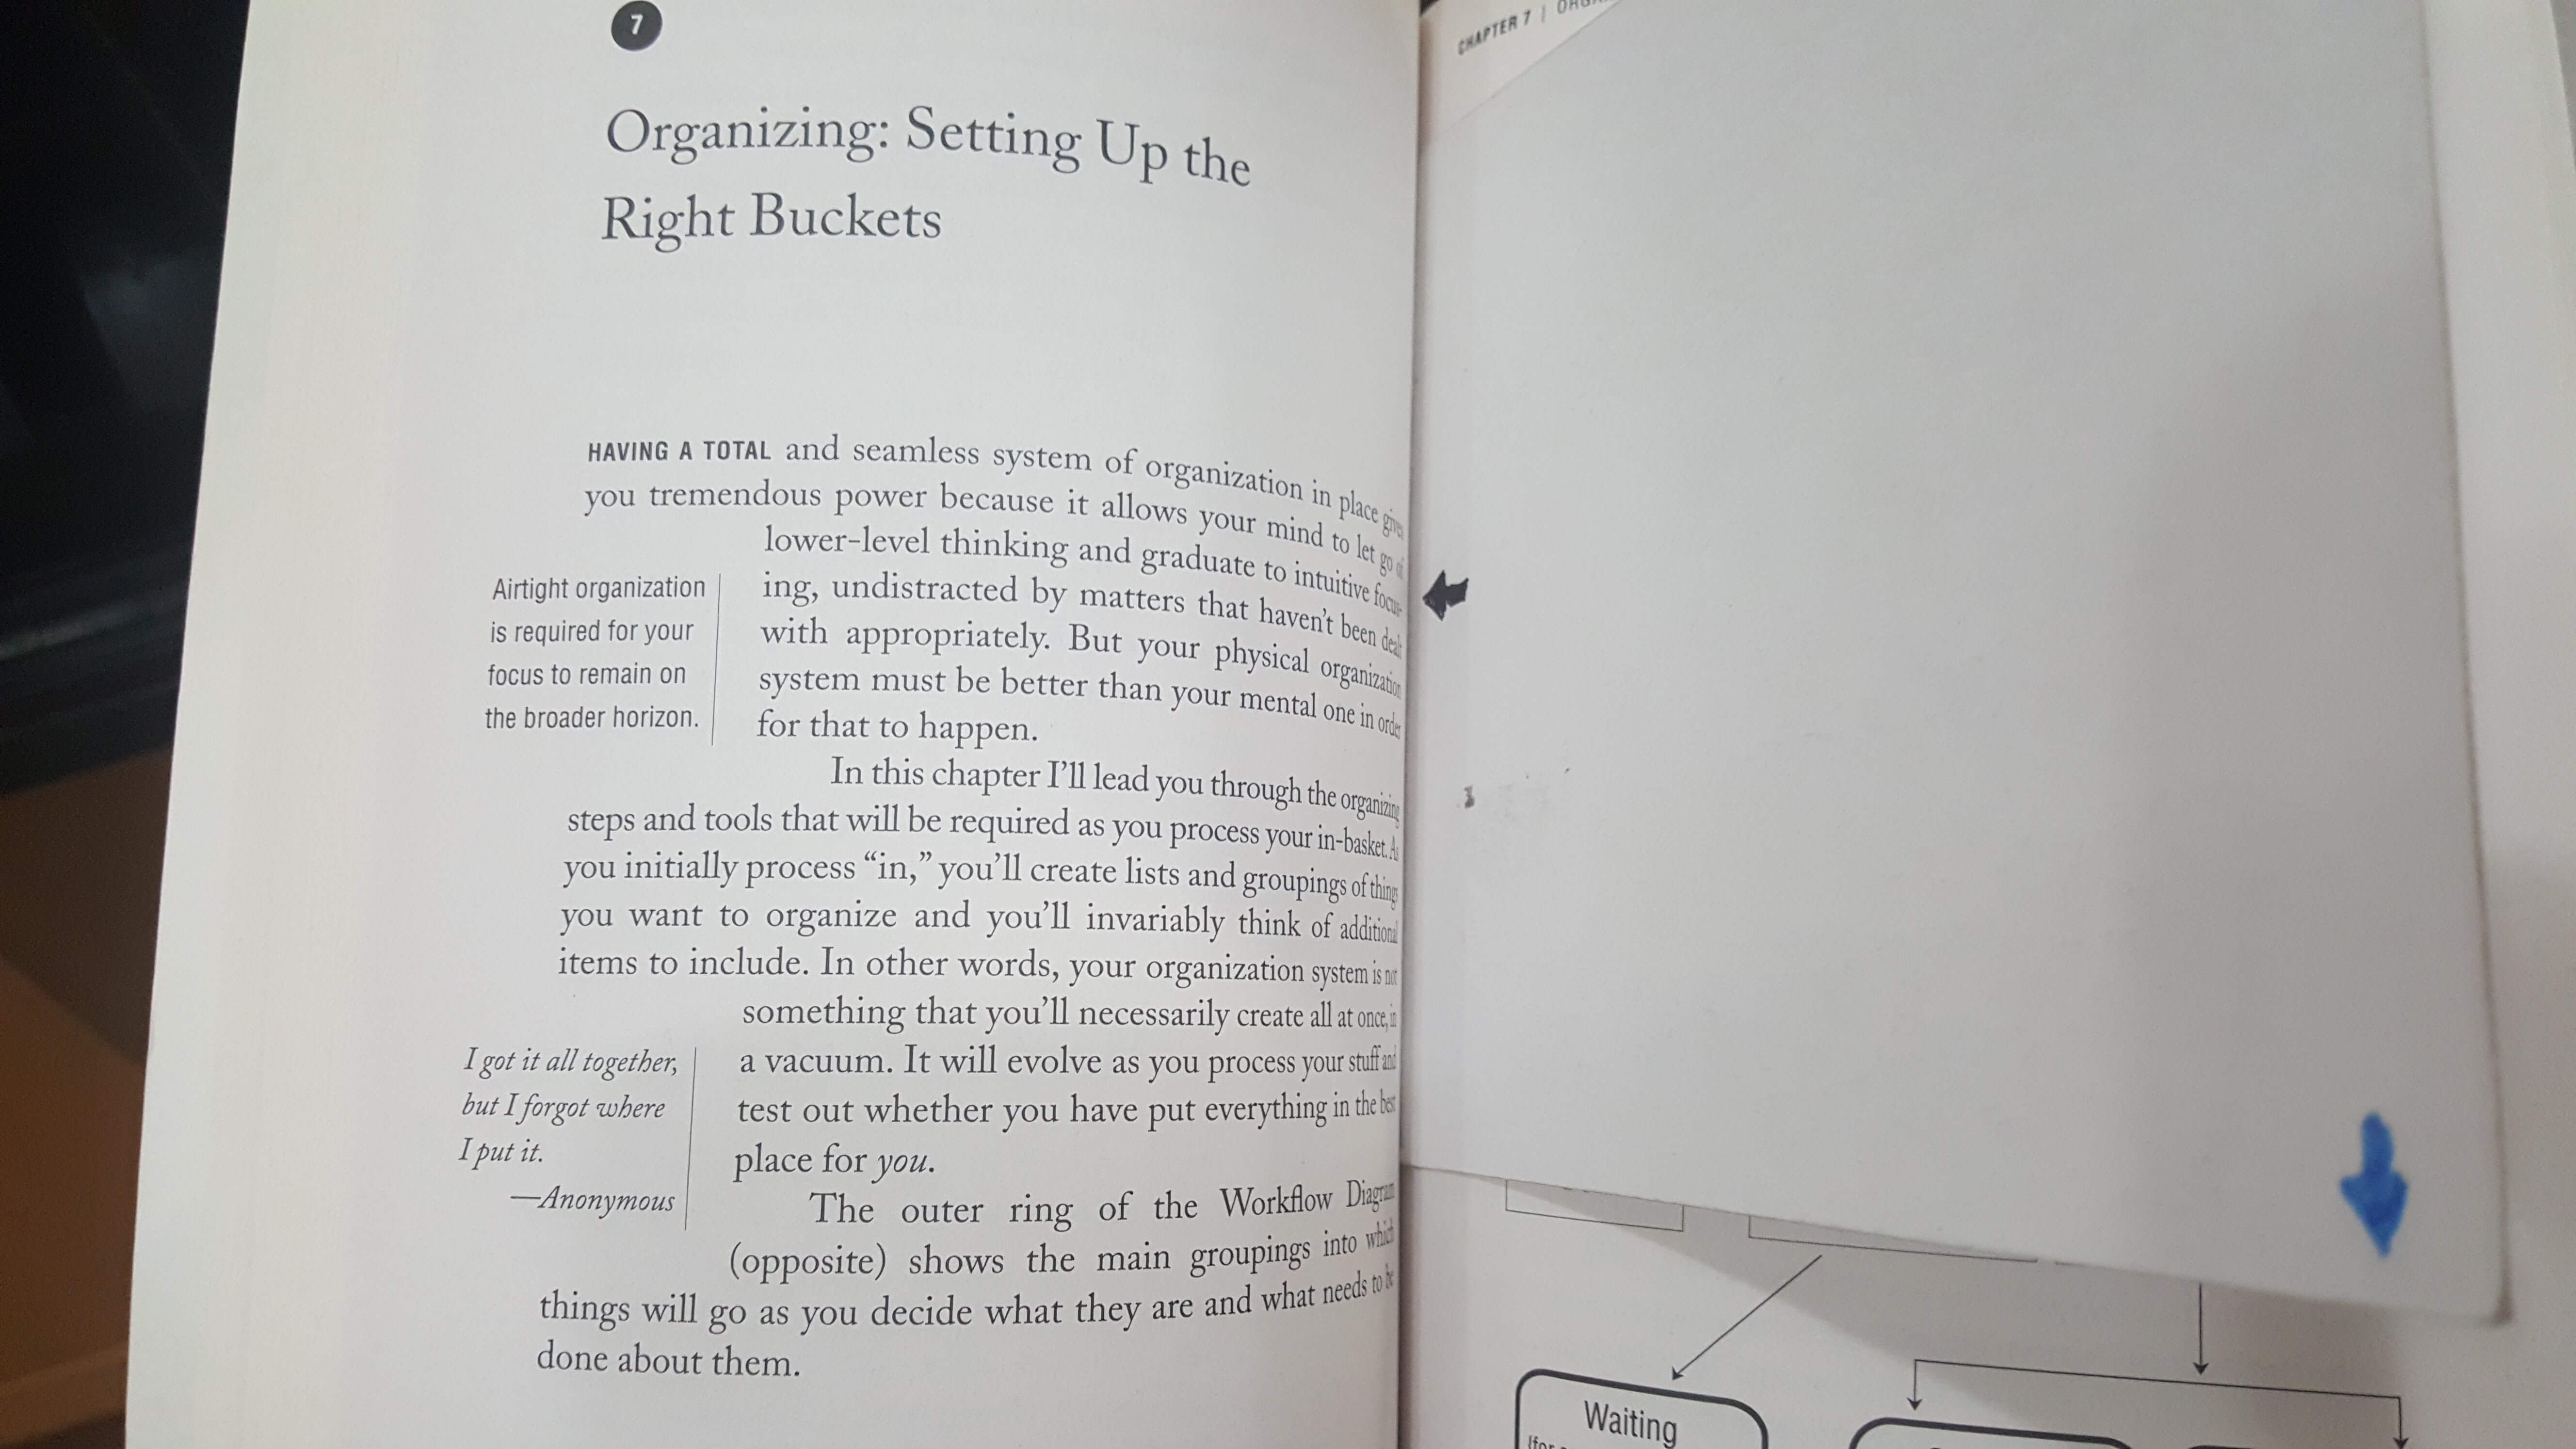 7
Organizing: Setting Up the
Right Buckets
HAVING A TOTAL and seamless system of organization in place gives
you tremendous power because it allows your mind to let go of
lower-level thinking and graduate to intuitive focus-
ing, undistracted by matters that haven't been dealt
with appropriately. But your physical organization
system must be better than your mental one in order
for that to happen.
Airtight organization
is required for your
focus to remain on
the broader horizon.
In this chapter I'll lead you through the organizing
steps and tools that will be required as you process your in-basket. As
you initially process “in,” you'll create lists and groupings of things
you want to organize and you'll invariably think of additional
items to include. In other words, your organization system is not
something that you'll necessarily create all at once, in
a vacuum. It will evolve as you process your stuff and
test out whether you have put everything in the best
place for you.
I got it all together,
but I forgot where
I put it.
—Anonymous
The outer ring of the Workflow Diagram
(opposite) shows the main groupings into which
things will go as you decide what they are and what needs to be
done about them.
CHAPTER 7 |
Waiting